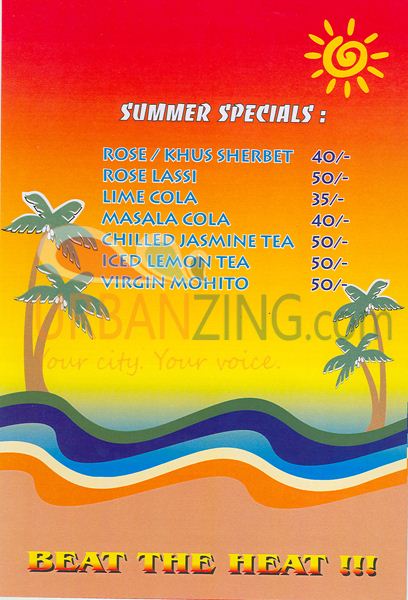 SUMMER SPECIALS :
ROSE / KHUS SHERBET 40/-
ROSE LASSI 50/-
LIME COLA 35/-
MASALA COLA 40/-
CHILLED JASMINE TEA 50/-
ICED LEMON TEA 50/-
VIRGIN MOHITO 50/-
URBANZING.com
Your city. Your voice.
BEAT THE HEAT !!!